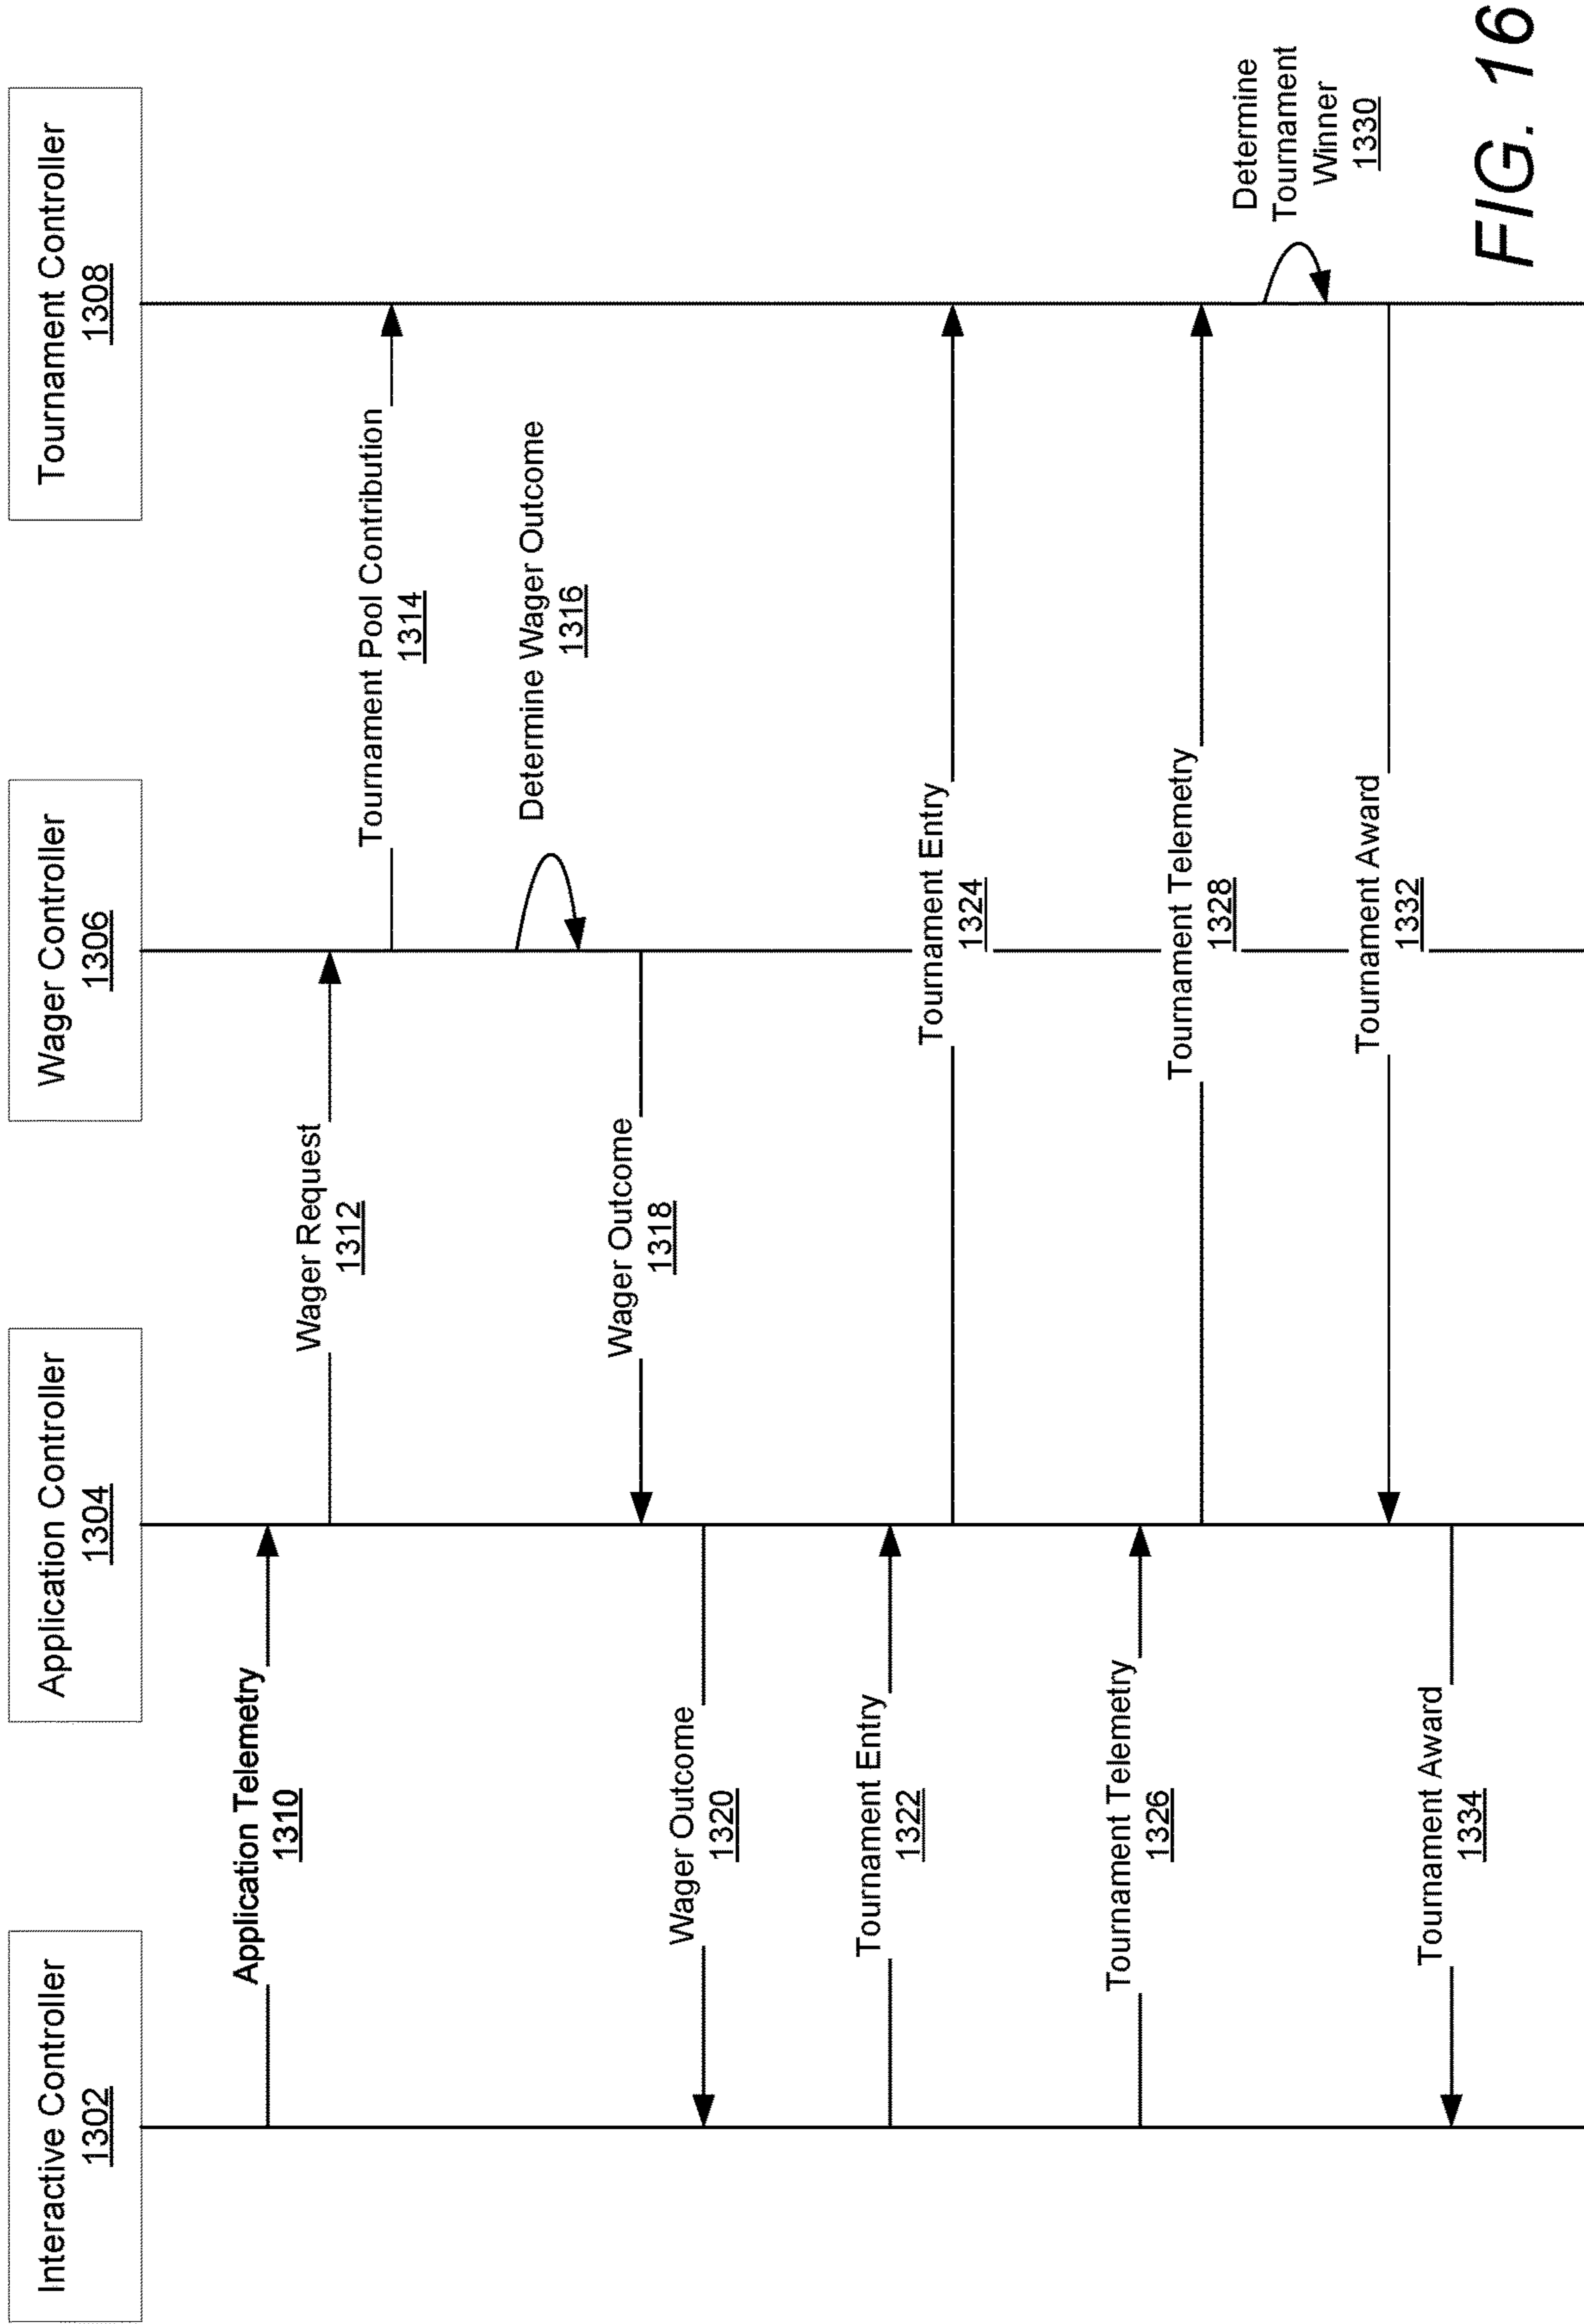 Interactive Controller
1302
Application Controller
1304
Wager Controller
1306
Tournament Controller
1308
Application Telemetry
1310
Wager Request
1312
Tournament Pool Contribution
1314
Determine Wager Outcome
1316
Wager Outcome
1318
Wager Outcome
1320
Tournament Entry
1322
Tournament Entry
1324
Tournament Telemetry
1326
Tournament Telemetry
1328
Determine
Tournament
Winner
1330
Tournament Award
1332
Tournament Award
1334
FIG. 16